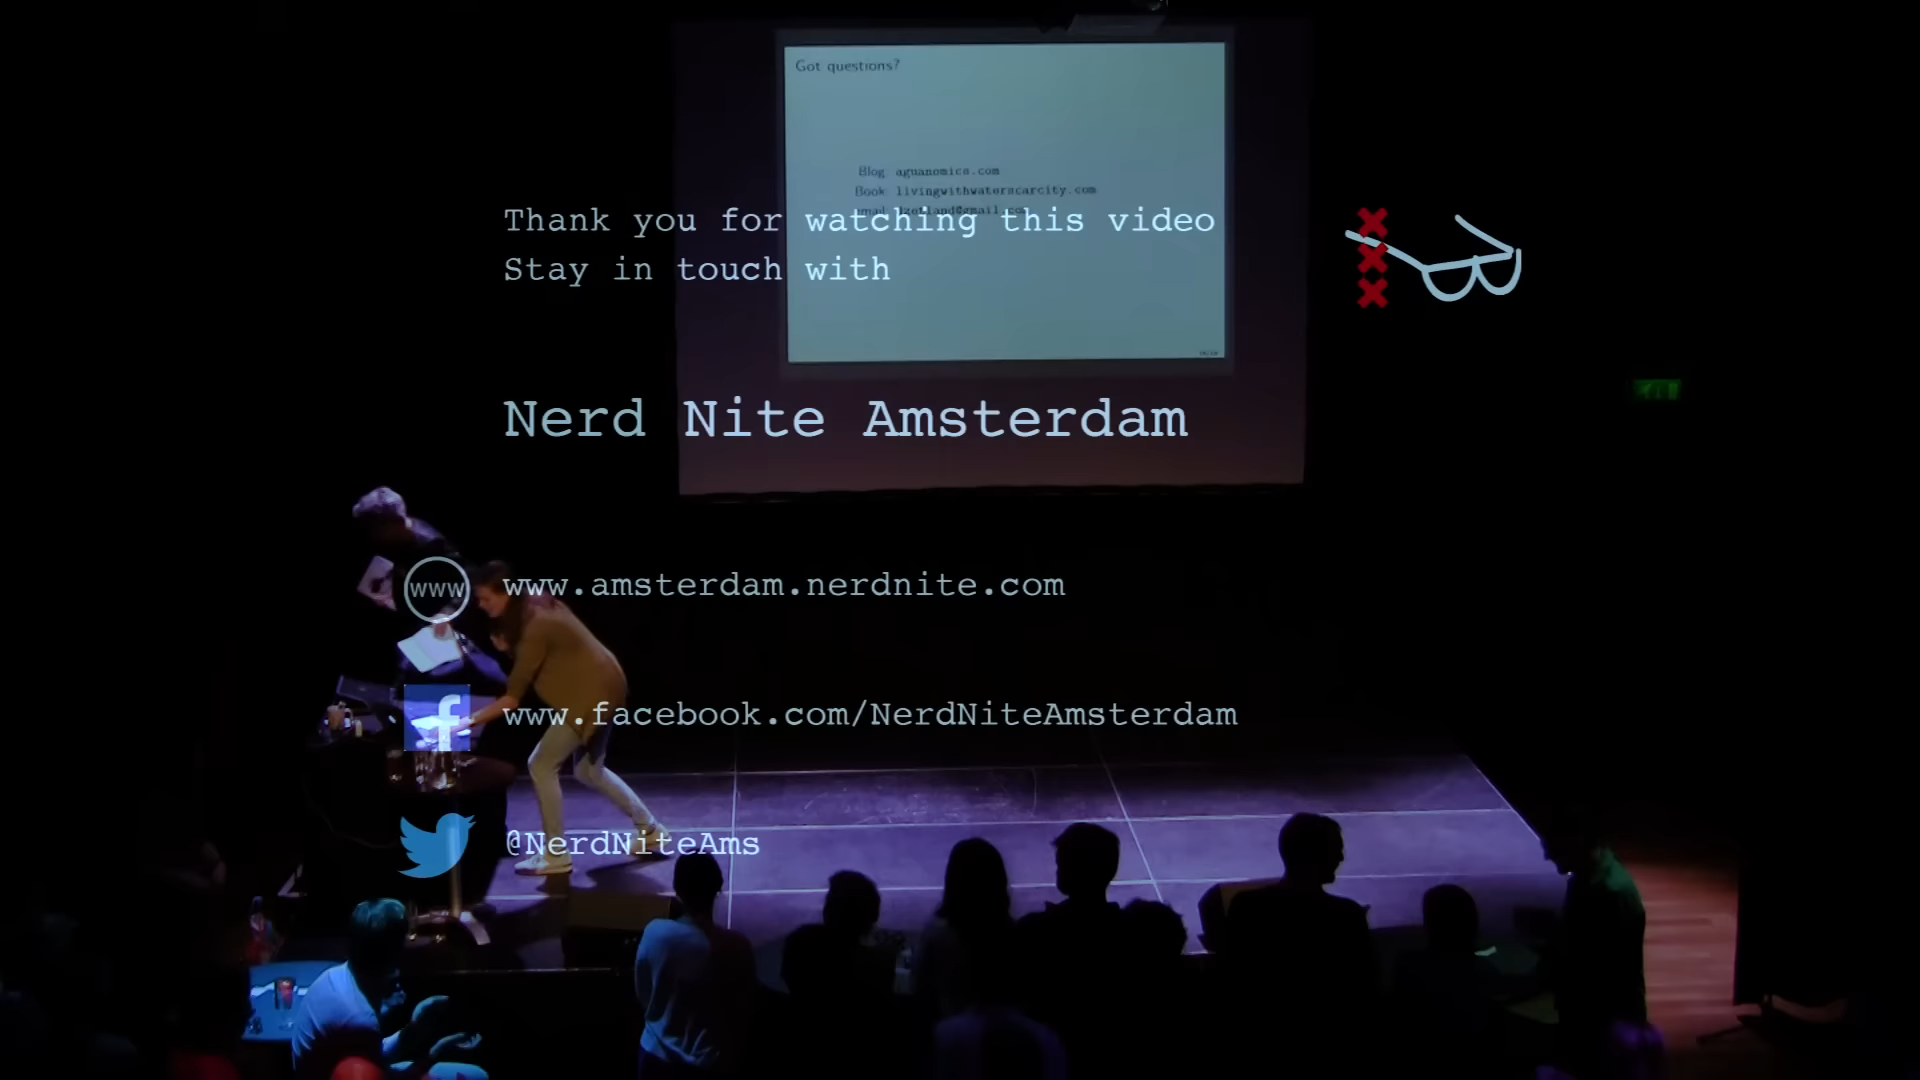 Got questions?
Blog: aguanomics.com
Book: livingwithwaterscarcity.com
Thank you for watching this video
Stay in touch with
Nerd Nite Amsterdam
www
www.amsterdam.nerdnite.com
f
www.facebook.com/NerdNiteAmsterdam
@NerdNiteAms